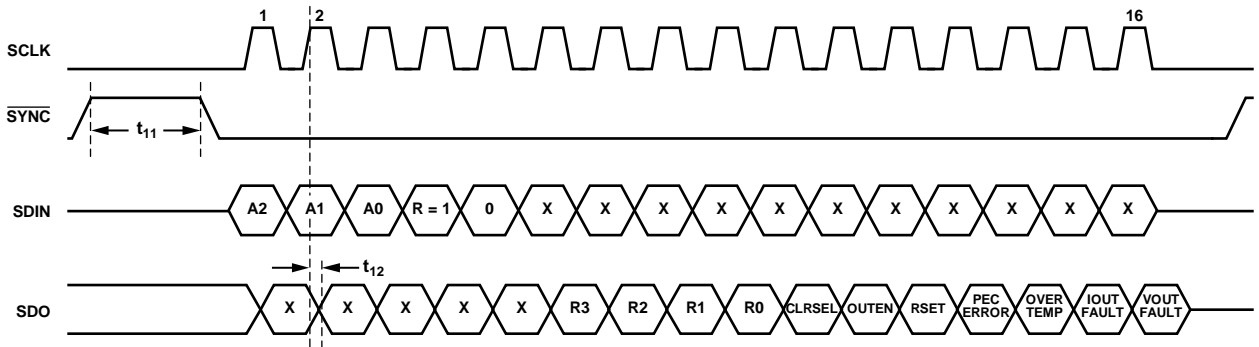 1 2 16
SCLK
SYNC
t11
SDIN A2 A1 A0 R = 1 0 X X X X X X X X X X X
t12
SDO X X X X X R3 R2 R1 R0 CLRSEL OUTEN RSET PEC ERROR OVER TEMP IOUT FAULT VOUT FAULT